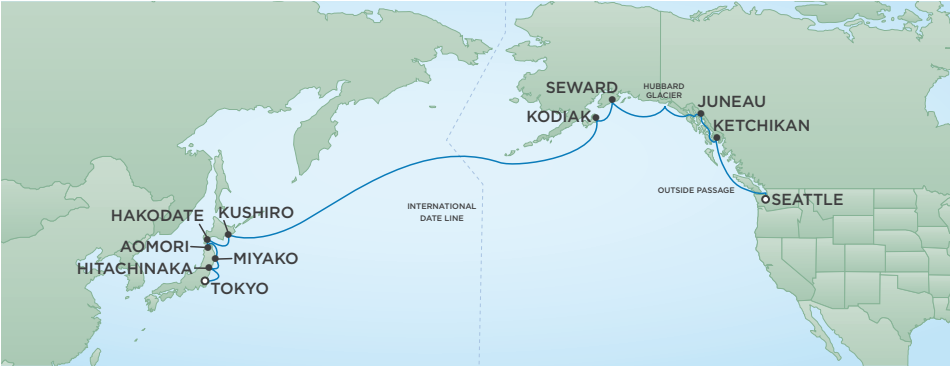 SEWARD
HUBBARD
GLACIER
JUNEAU
KODIAK
KETCHIKAN
OUTSIDE PASSAGE
SEATTLE
INTERNATIONAL
DATE LINE
HAKODATE
KUSHIRO
AOMORI
MIYAKO
HITACHINAKA
TOKYO